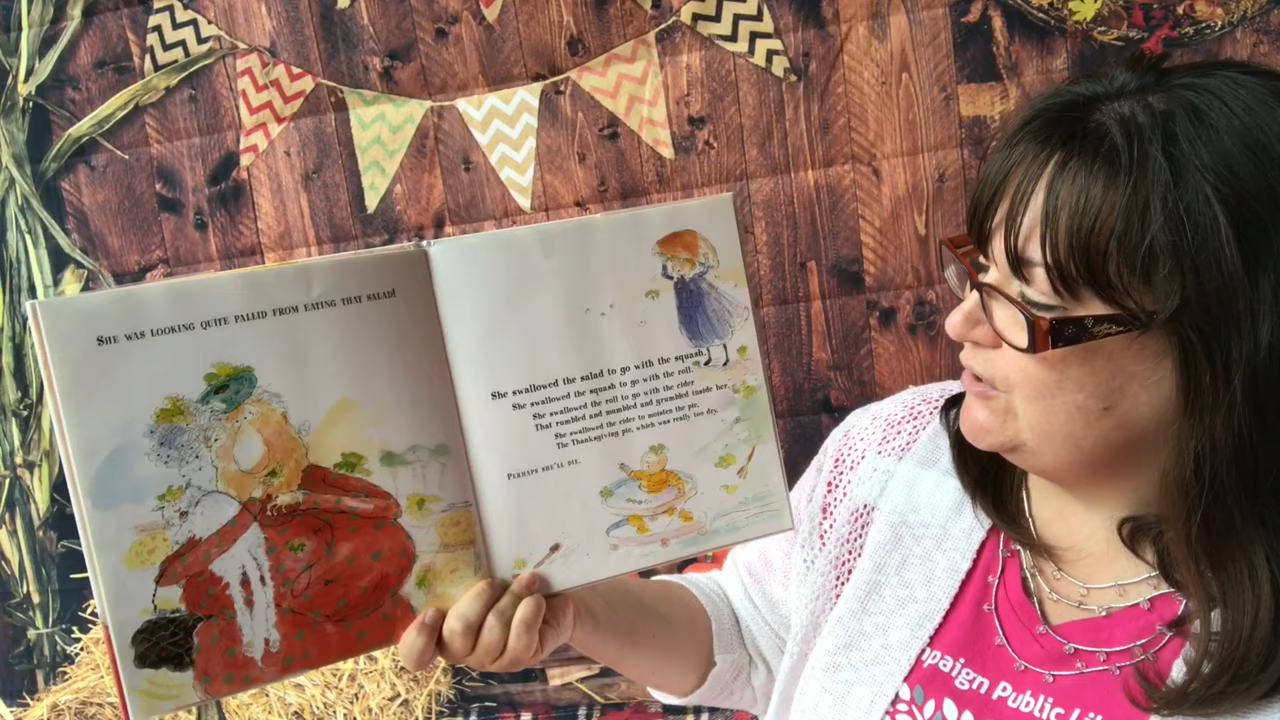 SHE WAS LOOKING QUITE PALLID FROM EATING THAT SALAD!
She swallowed the salad to go with the squash.
She swallowed the squash to go with the roll.
She swallowed the roll to go with the cider
That rumbled and mumbled and grumbled inside her.
She swallowed the cider to moisten the pie,
The Thanksgiving pie, which was really too dry.
PERHAPS SHE'LL DIE.
mpaign Public Li